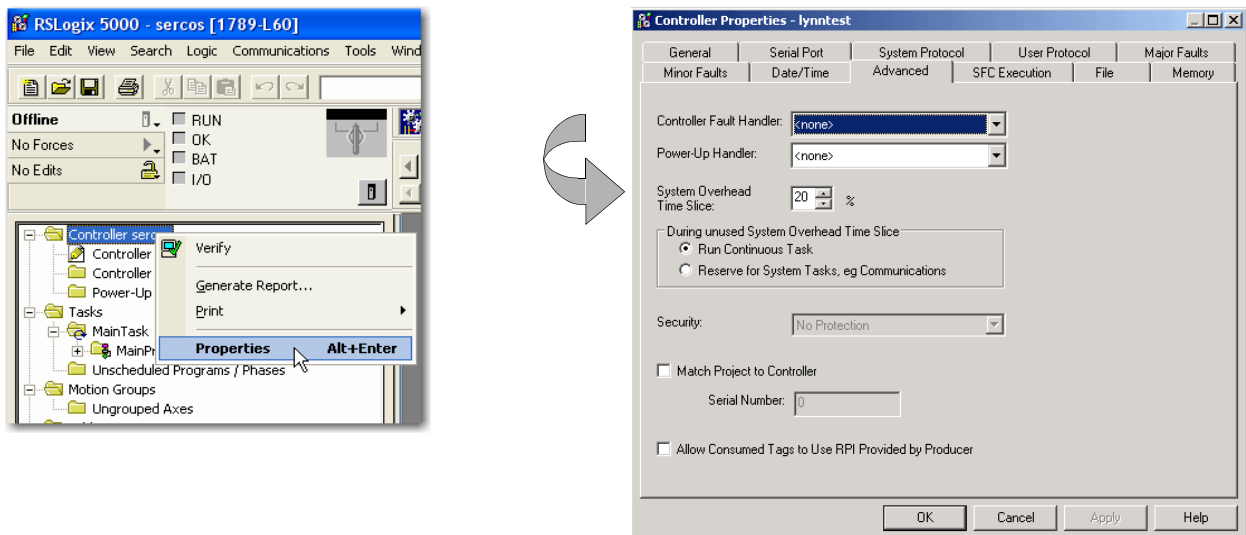 RSLogix 5000 - sercos [1789-L60]
File Edit View Search Logic Communications Tools Wind
Offline
RUN
No Forces
OK
No Edits
BAT
I/O
Controller serc
Controller
Controller
Power-Up
Tasks
MainTask
MainPr
Unscheduled Programs / Phases
Motion Groups
Ungrouped Axes
Verify
Generate Report...
Print
Properties Alt+Enter
Controller Properties - lynntest
General Serial Port System Protocol User Protocol Major Faults
Minor Faults Date/Time Advanced SFC Execution File Memory
Controller Fault Handler: <none>
Power-Up Handler: <none>
System Overhead
Time Slice: 20 %
During unused System Overhead Time Slice
Run Continuous Task
Reserve for System Tasks, eg Communications
Security: No Protection
Match Project to Controller
Serial Number: 0
Allow Consumed Tags to Use RPI Provided by Producer
OK Cancel Apply Help